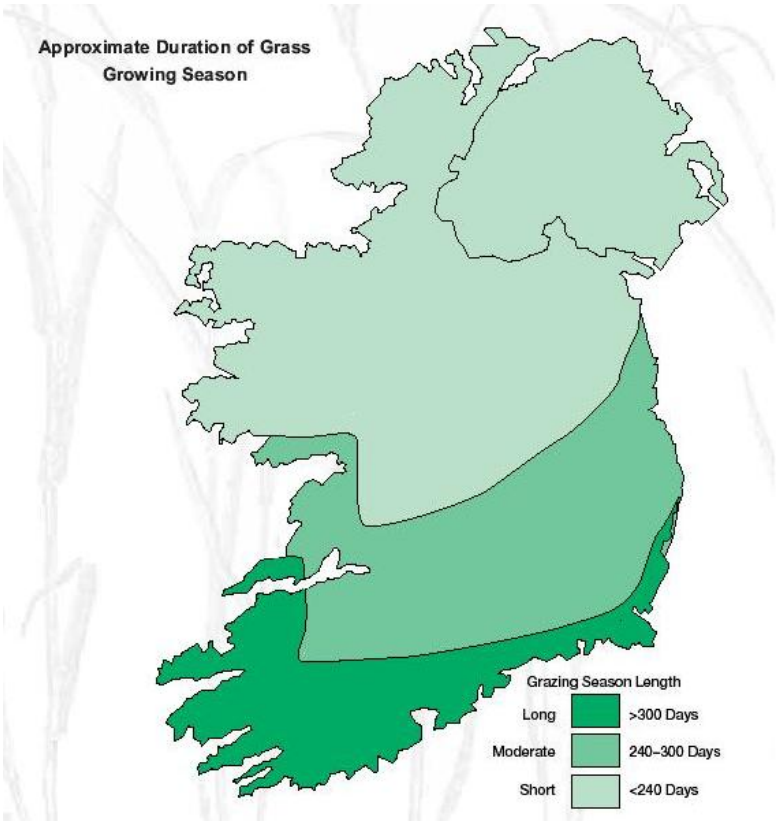 Approximate Duration of Grass
Growing Season
Grazing Season Length
Long >300 Days
Moderate 240–300 Days
Short <240 Days